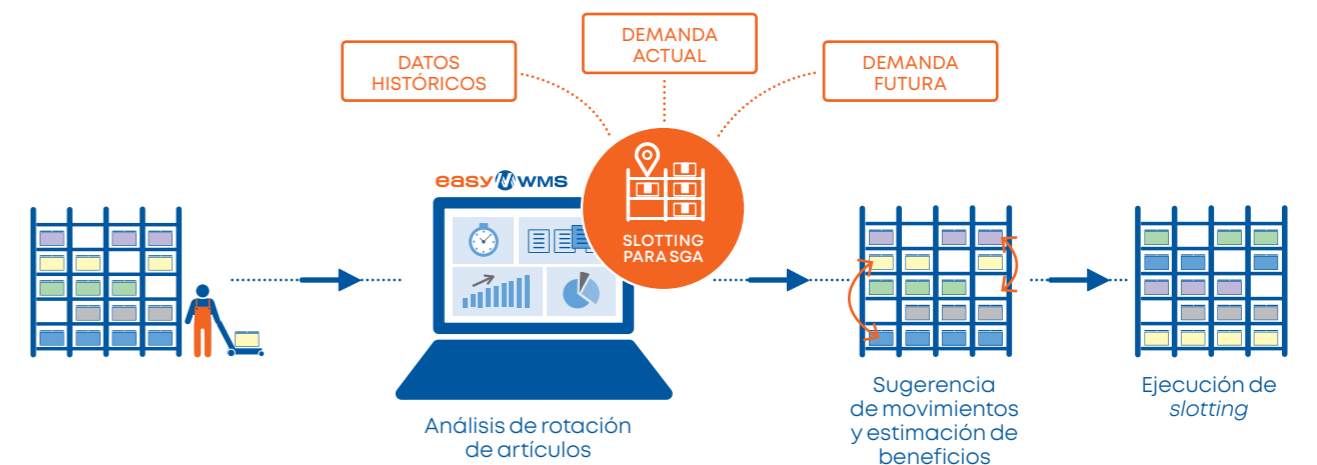 DATOS
HISTÓRICOS
DEMANDA
ACTUAL
DEMANDA
FUTURA
easy WMS
SLOTTING
PARA SGA
Análisis de rotación
de artículos
Sugerencia
de movimientos
y estimación de
beneficios
Ejecución de
slotting